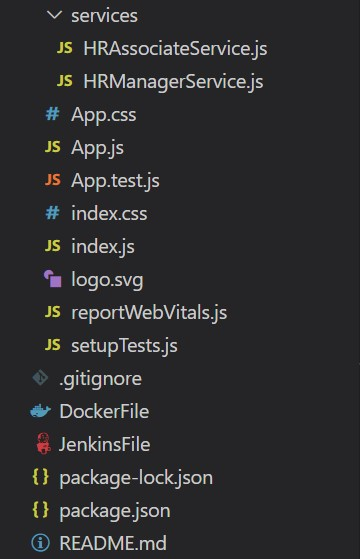 services
JS HRAssociateService.js
JS HRManagerService.js
# App.css
JS App.js
JS App.test.js
# index.css
JS index.js
logo.svg
JS reportWebVitals.js
JS setupTests.js
.gitignore
DockerFile
JenkinsFile
{} package-lock.json
{} package.json
README.md